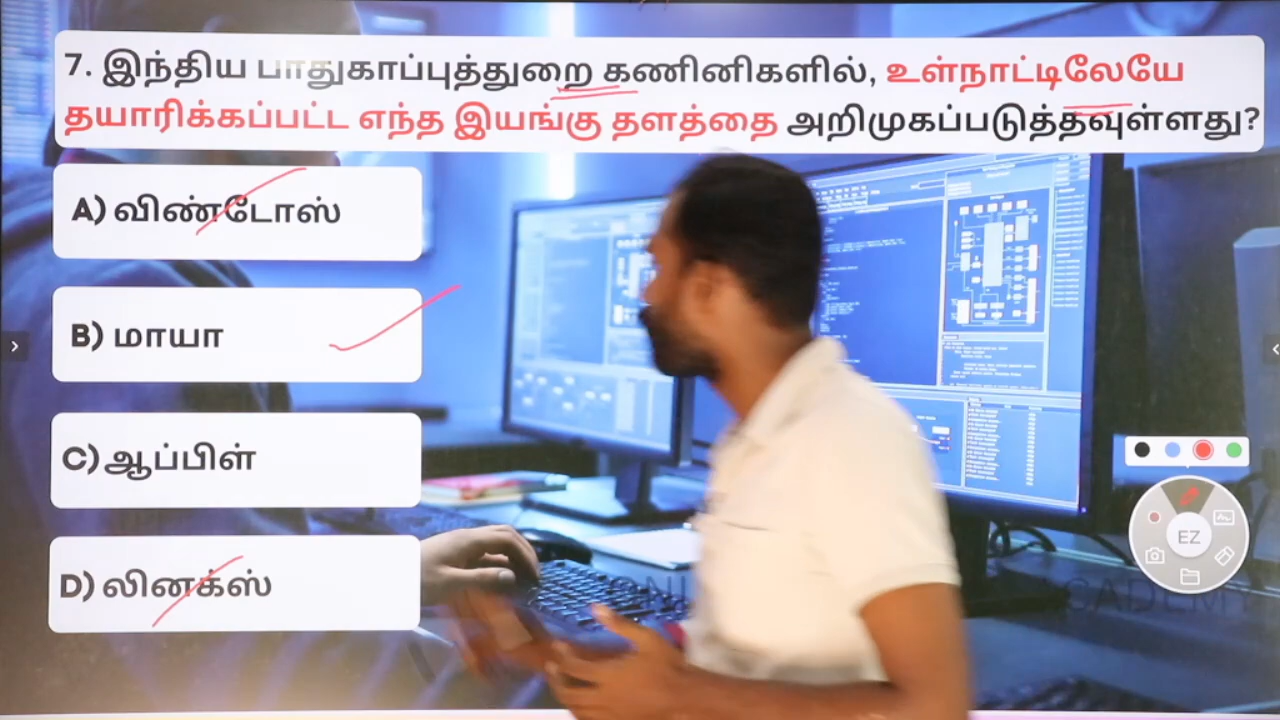 7. இந்திய பாதுகாப்புத்துறை கணினிகளில், உள்நாட்டிலேயே
தயாரிக்கப்பட்ட எந்த இயங்கு தளத்தை அறிமுகப்படுத்தவுள்ளது?
A) விண்டோஸ்
B) மாயா
C) ஆப்பிள்
D) லினக்ஸ்
EZ
ACADEMY